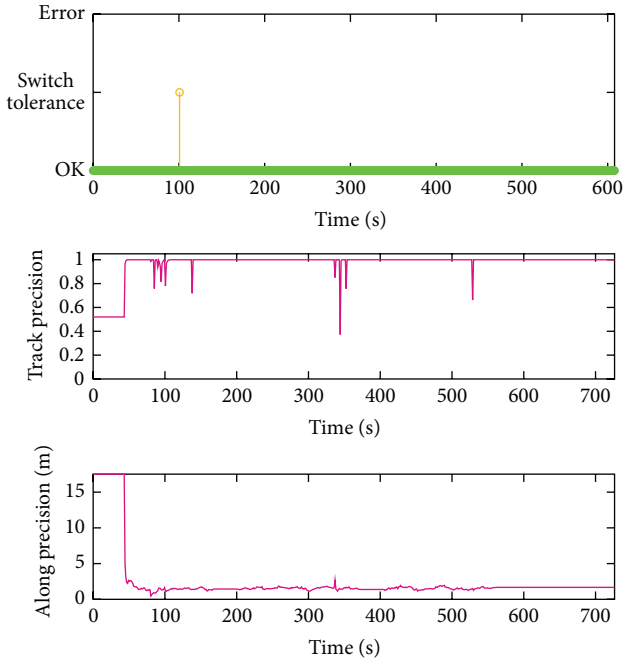 Error
Switch
tolerance
OK
0 100 200 300 400 500 600
Time (s)
Track precision
1
0.8
0.6
0.4
0.2
0
0 100 200 300 400 500 600 700
Time (s)
Along precision (m)
15
10
5
0
0 100 200 300 400 500 600 700
Time (s)